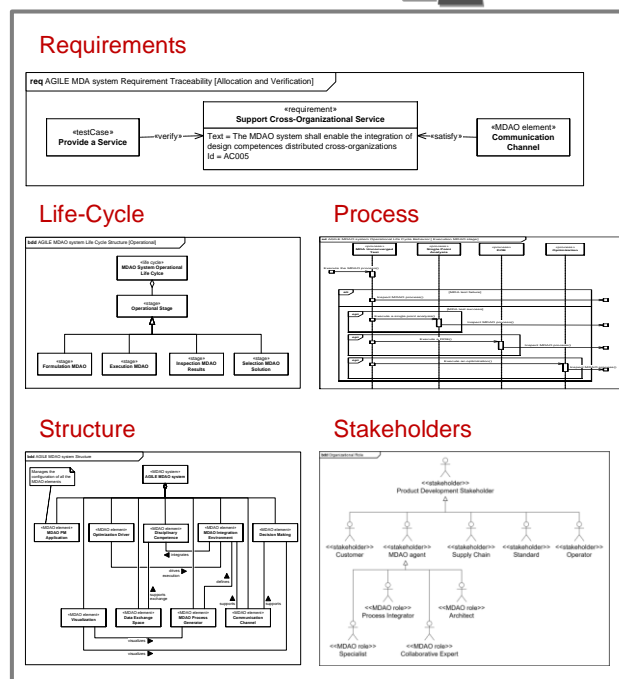 Requirements
req AGILE MDA system Requirement Traceability [Allocation and Verification]
«requirement»
Support Cross-Organizational Service
Text = The MDAO system shall enable the integration of
design competences distributed cross-organizations
Id = AC005
«testCase»
Provide a Service
«verify»
«satisfy»
«MDAO element»
Communication
Channel
Life-Cycle
bdd AGILE MDAO system Life Cycle Structure [Operational]
«life cycle»
MDAO System Operational
Life Cylce
«stage»
Operational Stage
«stage»
Formulation MDAO
«stage»
Execution MDAO
«stage»
Inspection MDAO
Results
«stage»
Selection MDAO
Solution
Process
Structure
bdd AGILE MDAO system Structure
Manages the
configuration of all the
MDAO elements
«MDAO system»
AGILE MDAO system
«MDAO element»
MDAO PM
Application
«MDAO element»
Optimization Driver
«MDAO element»
Disciplinary
Competence
«MDAO element»
MDAO Integration
Environment
«MDAO element»
Decision Making
integrates
drives
execution
defines
supports
exchange
supports
supports
«MDAO element»
Visualization
«MDAO element»
Data Exchange
Space
«MDAO element»
MDAO Process
Generator
«MDAO element»
Communication
Channel
visualizes
visualizes
Stakeholders
bdd Organizational Role
<<stakeholder>>
Product Development Stakeholder
<<stakeholder>>
Customer
<<stakeholder>>
MDAO agent
<<stakeholder>>
Supply Chain
<<stakeholder>>
Standard
<<stakeholder>>
Operator
<<MDAO role>>
Process Integrator
<<MDAO role>>
Architect
<<MDAO role>>
Specialist
<<MDAO role>>
Collaborative Expert